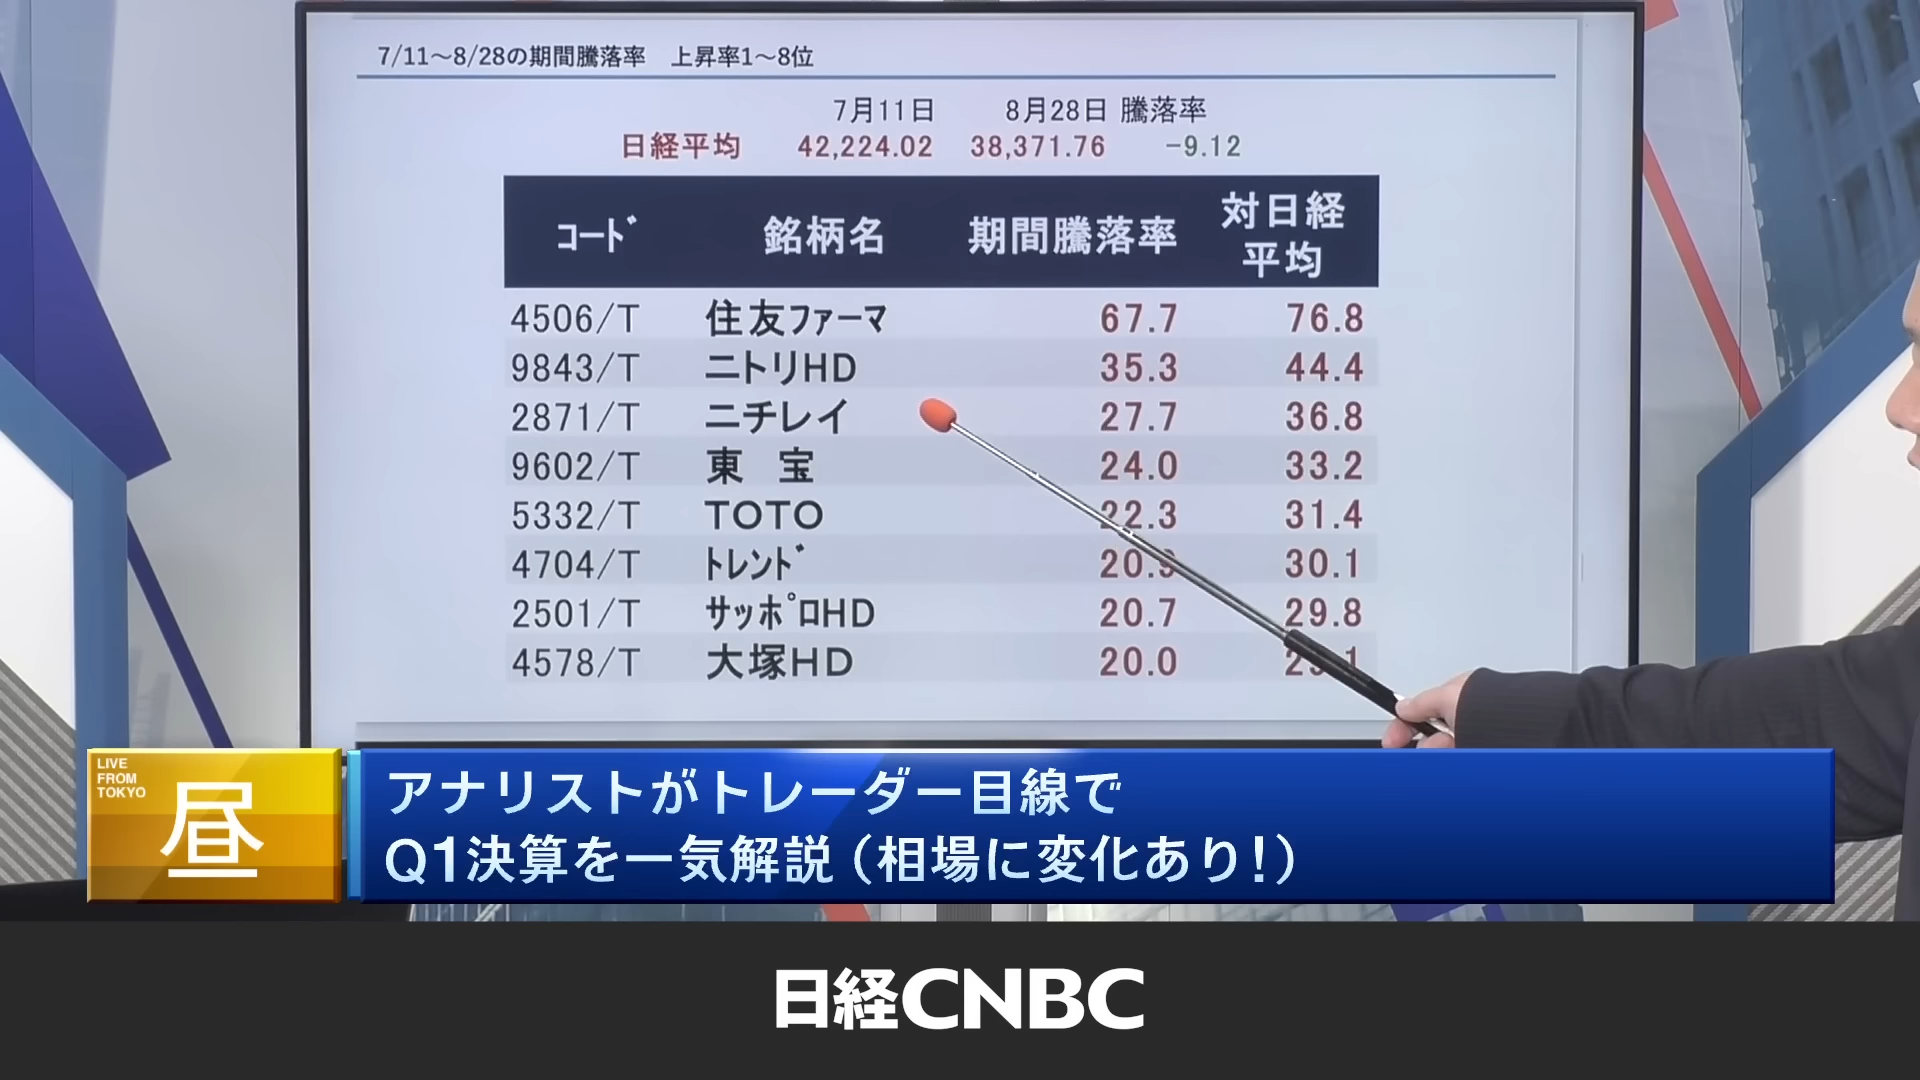 7/11～8/28の期間騰落率　上昇率1～8位
7月11日 8月28日 騰落率
日経平均 42,224.02 38,371.76 -9.12
ｺｰﾄﾞ 銘柄名 期間騰落率 対日経平均
4506/T 住友ﾌｧｰﾏ 67.7 76.8
9843/T ニトリHD 35.3 44.4
2871/T ニチレイ 27.7 36.8
9602/T 東　宝 24.0 33.2
5332/T TOTO 22.3 31.4
4704/T ﾄﾚﾝﾄﾞ 20.9 30.1
2501/T ｻｯﾎﾟﾛHD 20.7 29.8
4578/T 大塚HD 20.0
LIVE
FROM
TOKYO
昼
アナリストがトレーダー目線で
Q1決算を一気解説（相場に変化あり！）
日経CNBC